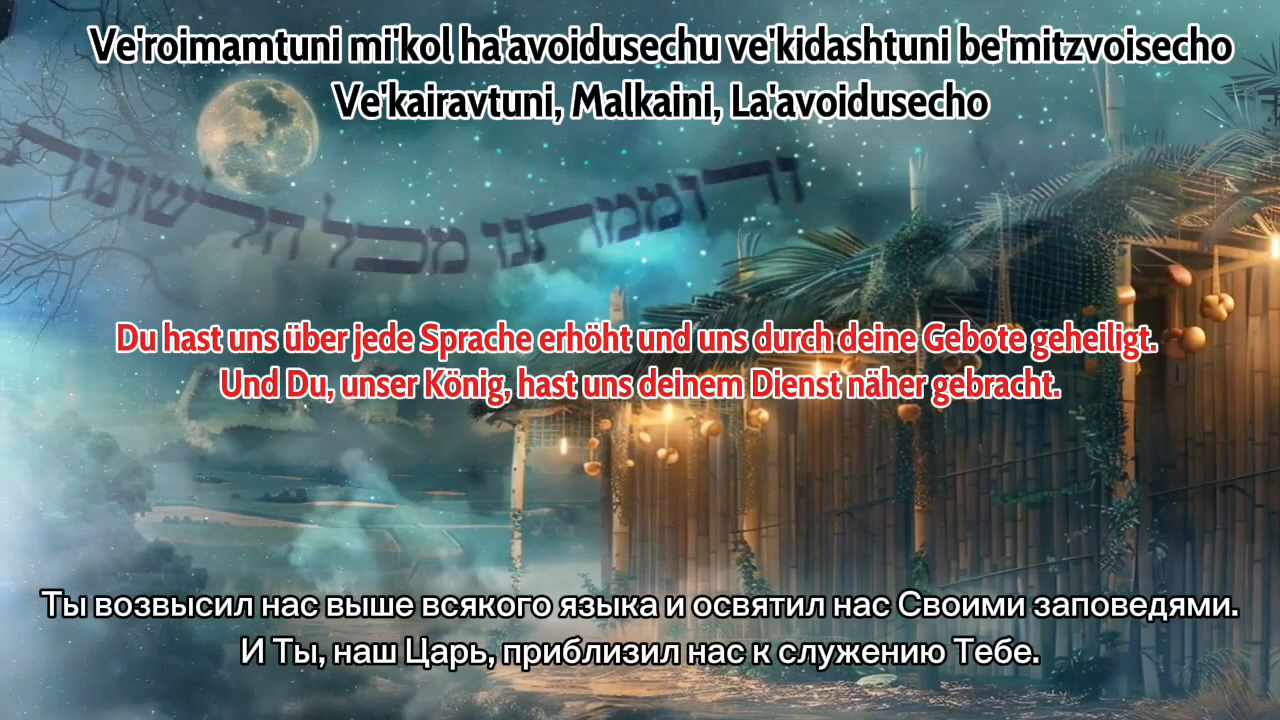 Ve'roimamtuni mi'kol ha'avoidusechu ve'kidashtuni be'mitzvoisecho
Ve'kairavtuni, Malkaini, La'avoidusecho
ורוממתנו מכל הלשונות
Du hast uns über jede Sprache erhöht und uns durch deine Gebote geheiligt.
Und Du, unser König, hast uns deinem Dienst näher gebracht.
Ты возвысил нас выше всякого языка и освятил нас Своими заповедями.
И Ты, наш Царь, приблизил нас к служению Тебе.